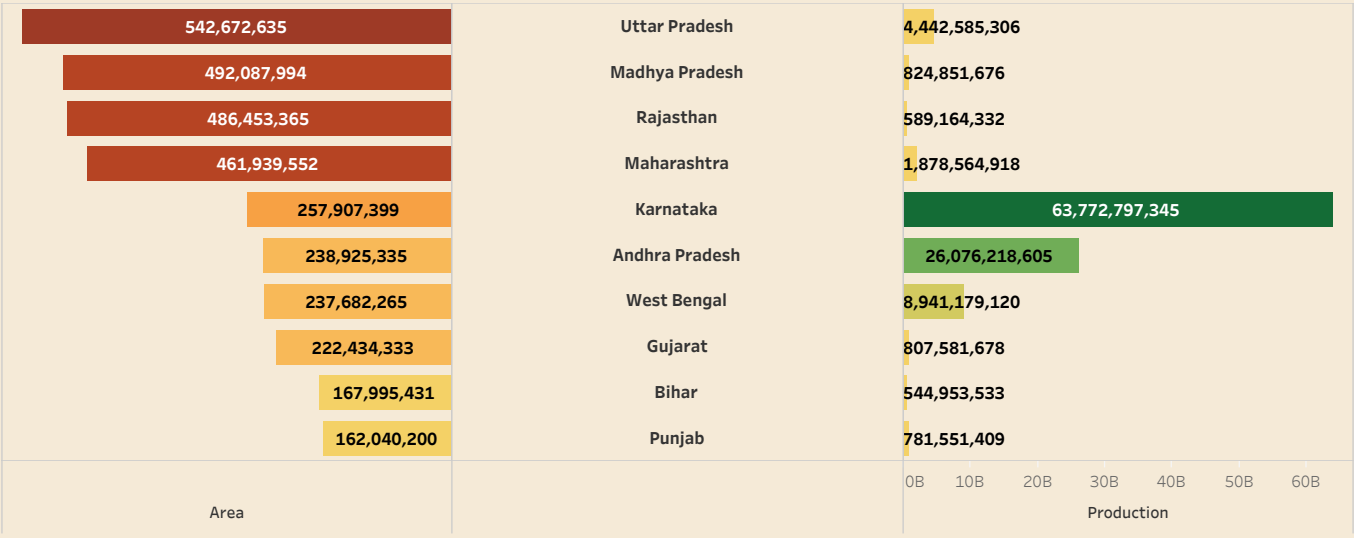 542,672,635 Uttar Pradesh 4,442,585,306
492,087,994 Madhya Pradesh 824,851,676
486,453,365 Rajasthan 589,164,332
461,939,552 Maharashtra 1,878,564,918
257,907,399 Karnataka 63,772,797,345
238,925,335 Andhra Pradesh 26,076,218,605
237,682,265 West Bengal 8,941,179,120
222,434,333 Gujarat 807,581,678
167,995,431 Bihar 544,953,533
162,040,200 Punjab 781,551,409
0B 10B 20B 30B 40B 50B 60B
Area Production